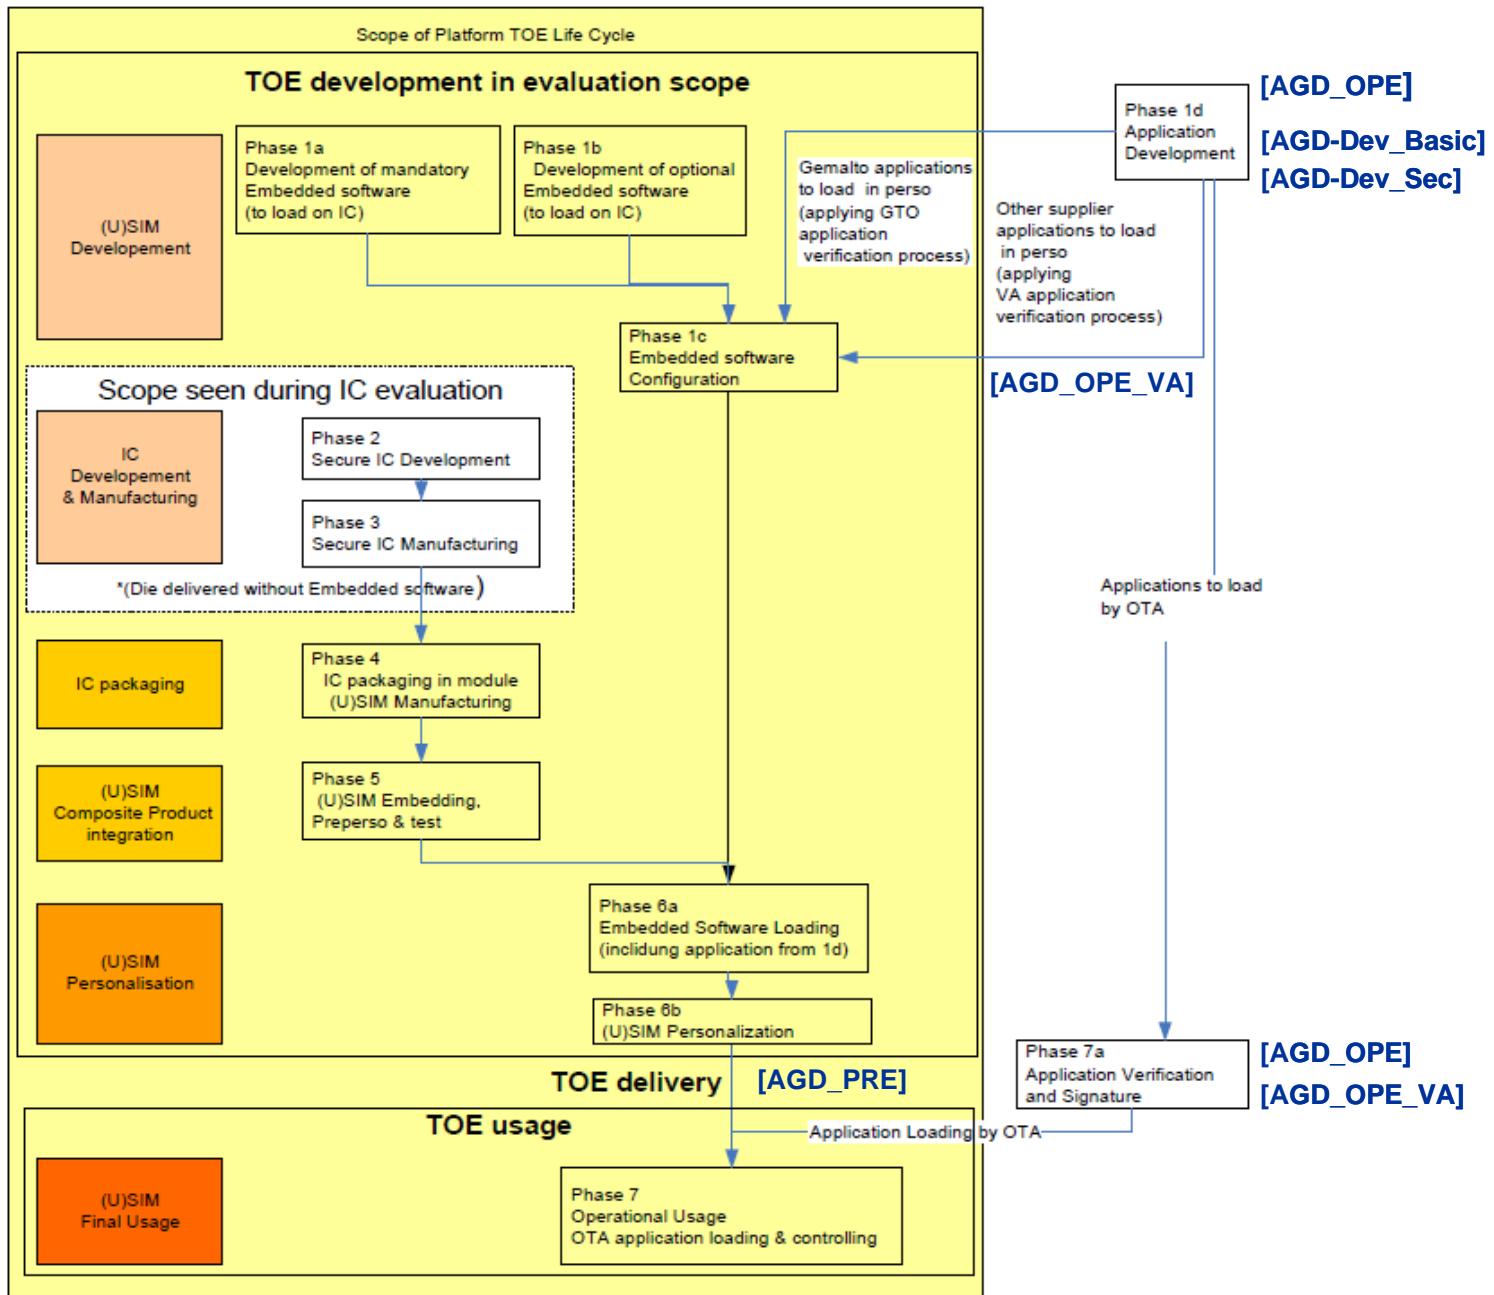 Scope of Platform TOE Life Cycle
TOE development in evaluation scope
(U)SIM
Developement
Phase 1a
Development of mandatory
Embedded software
(to load on IC)
Phase 1b
Development of optional
Embedded software
(to load on IC)
Gemalto applications
to load in perso
(applying GTO
application
verification process)
Phase 1d
Application
Development
[AGD_OPE]
[AGD-Dev_Basic]
[AGD-Dev_Sec]
Other supplier
applications to load
in perso
(applying
VA application
verification process)
Phase 1c
Embedded software
Configuration
[AGD_OPE_VA]
Scope seen during IC evaluation
IC
Developement
& Manufacturing
Phase 2
Secure IC Development
Phase 3
Secure IC Manufacturing
*(Die delivered without Embedded software)
Applications to load
by OTA
IC packaging
Phase 4
IC packaging in module
(U)SIM Manufacturing
(U)SIM
Composite Product
integration
Phase 5
(U)SIM Embedding,
Preperso & test
(U)SIM
Personalisation
Phase 6a
Embedded Software Loading
(inclidung application from 1d)
Phase 6b
(U)SIM Personalization
Phase 7a
Application Verification
and Signature
[AGD_OPE]
[AGD_OPE_VA]
TOE delivery
[AGD_PRE]
TOE usage
Application Loading by OTA
(U)SIM
Final Usage
Phase 7
Operational Usage
OTA application loading & controlling